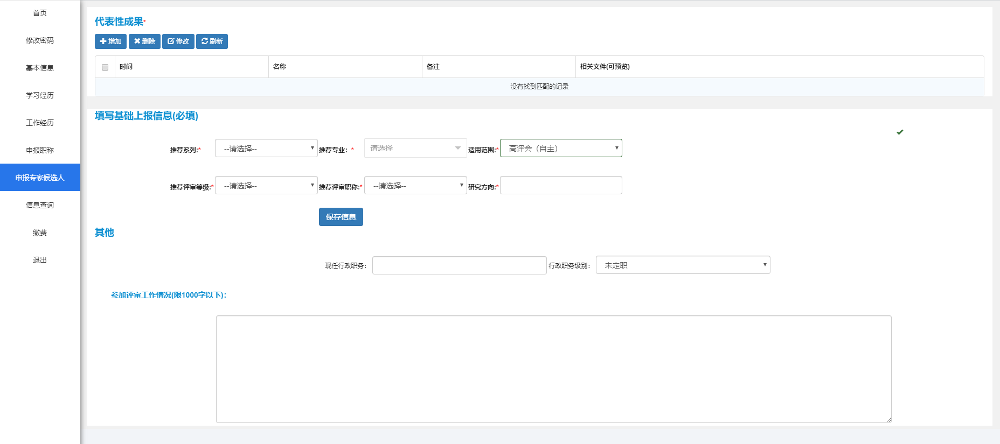 首页
修改密码
基本信息
学习经历
工作经历
申报职称
申报专家候选人
信息查询
缴费
退出
代表性成果*
增加 删除 修改 刷新
时间 名称 备注 相关文件(可预览)
没有找到匹配的记录
填写基础上报信息(必填)
推荐系列:* --请选择-- 推荐专业：* 请选择 适用范围:* 高评会（自主）
推荐评审等级:* --请选择-- 推荐评审职称:* --请选择-- 研究方向:*
保存信息
其他
现任行政职务： 行政职务级别： 未定职
参加评审工作情况(限1000字以下)：